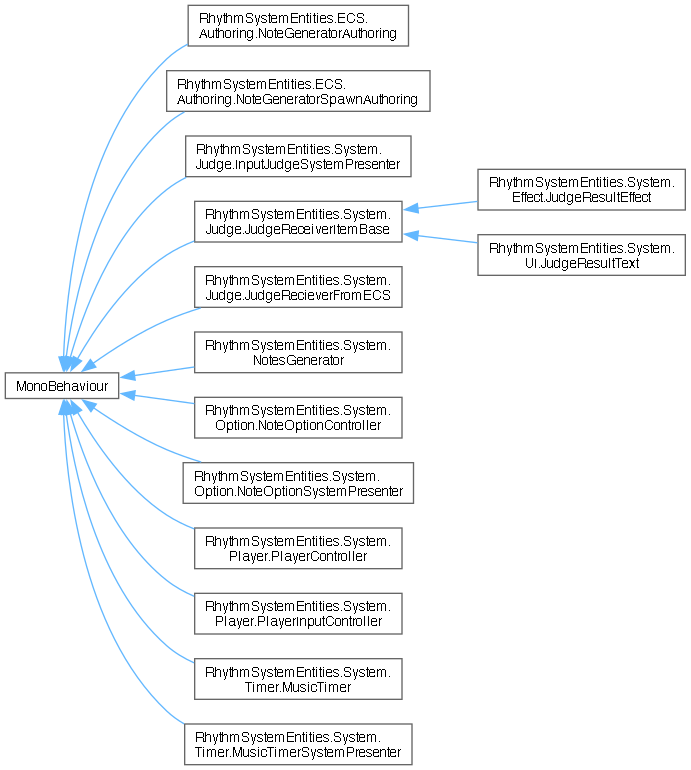 RhythmSystemEntities.ECS.
Authoring.NoteGeneratorAuthoring
RhythmSystemEntities.ECS.
Authoring.NoteGeneratorSpawnAuthoring
RhythmSystemEntities.System.
Judge.InputJudgeSystemPresenter
RhythmSystemEntities.System.
Judge.JudgeReceiverItemBase
RhythmSystemEntities.System.
Effect.JudgeResultEffect
RhythmSystemEntities.System.
UI.JudgeResultText
RhythmSystemEntities.System.
Judge.JudgeRecieverFromECS
RhythmSystemEntities.System.
NotesGenerator
MonoBehaviour
RhythmSystemEntities.System.
Option.NoteOptionController
RhythmSystemEntities.System.
Option.NoteOptionSystemPresenter
RhythmSystemEntities.System.
Player.PlayerController
RhythmSystemEntities.System.
Player.PlayerInputController
RhythmSystemEntities.System.
Timer.MusicTimer
RhythmSystemEntities.System.
Timer.MusicTimerSystemPresenter